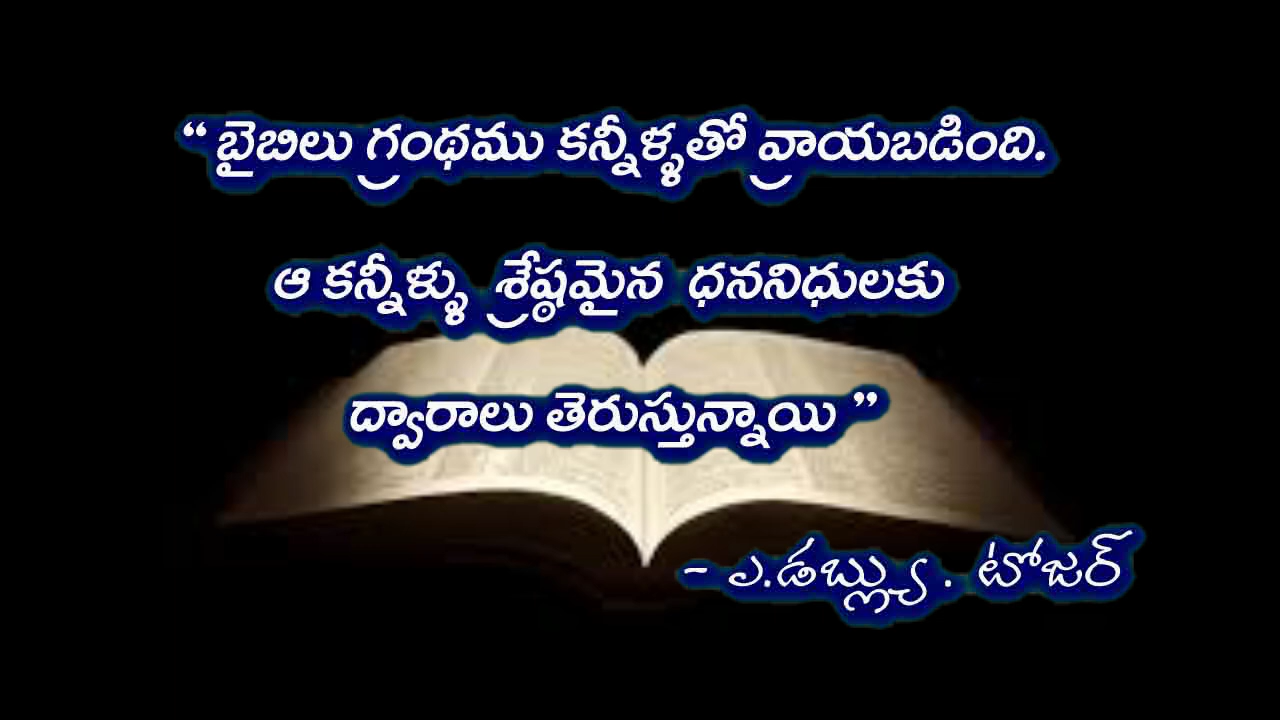 “ బైబిలు గ్రంథము కన్నీళ్ళతో వ్రాయబడింది.
ఆ కన్నీళ్ళు శ్రేష్ఠమైన ధననిధులకు
ద్వారాలు తెరుస్తున్నాయి ”
- ఎ.డబ్ల్యు . టోజర్